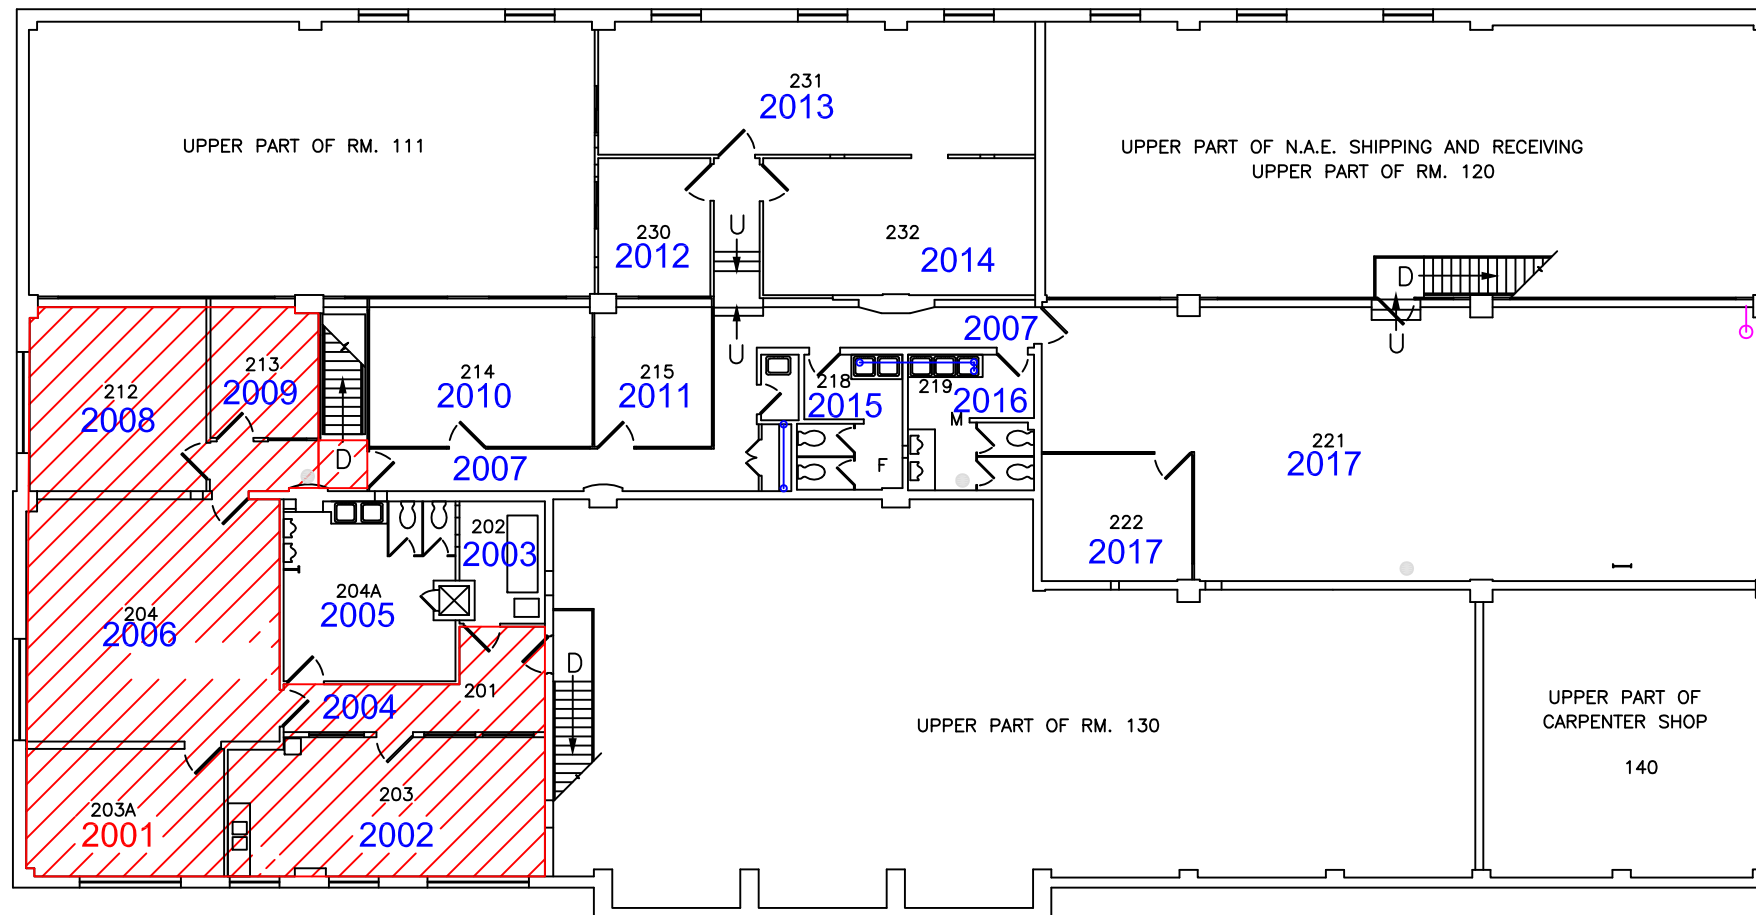 231
2013
UPPER PART OF RM. 111
UPPER PART OF N.A.E. SHIPPING AND RECEIVING
UPPER PART OF RM. 120
230
2012
U
232
2014
D
U
U
2007
212
2008
213
2009
214
2010
215
2011
218
2015
219
2016
M
F
D
2007
221
2017
222
2017
202
2003
204A
2005
204
2006
201
2004
D
UPPER PART OF RM. 130
UPPER PART OF
CARPENTER SHOP
140
203A
2001
203
2002